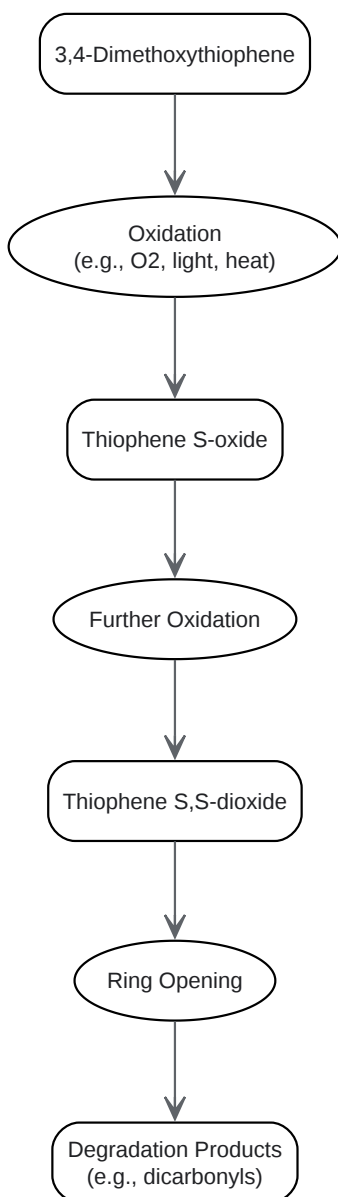 3,4-Dimethoxythiophene
Oxidation
(e.g., O2, light, heat)
Thiophene S-oxide
Further Oxidation
Thiophene S,S-dioxide
Ring Opening
Degradation Products
(e.g., dicarbonyls)